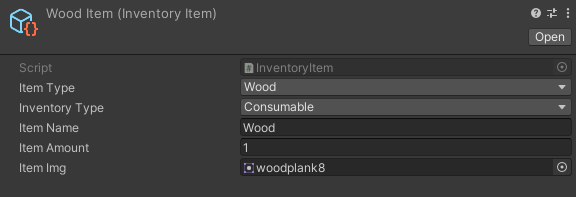 Wood Item (Inventory Item)
Open
Script InventoryItem
Item Type Wood
Inventory Type Consumable
Item Name Wood
Item Amount 1
Item Img woodplank8